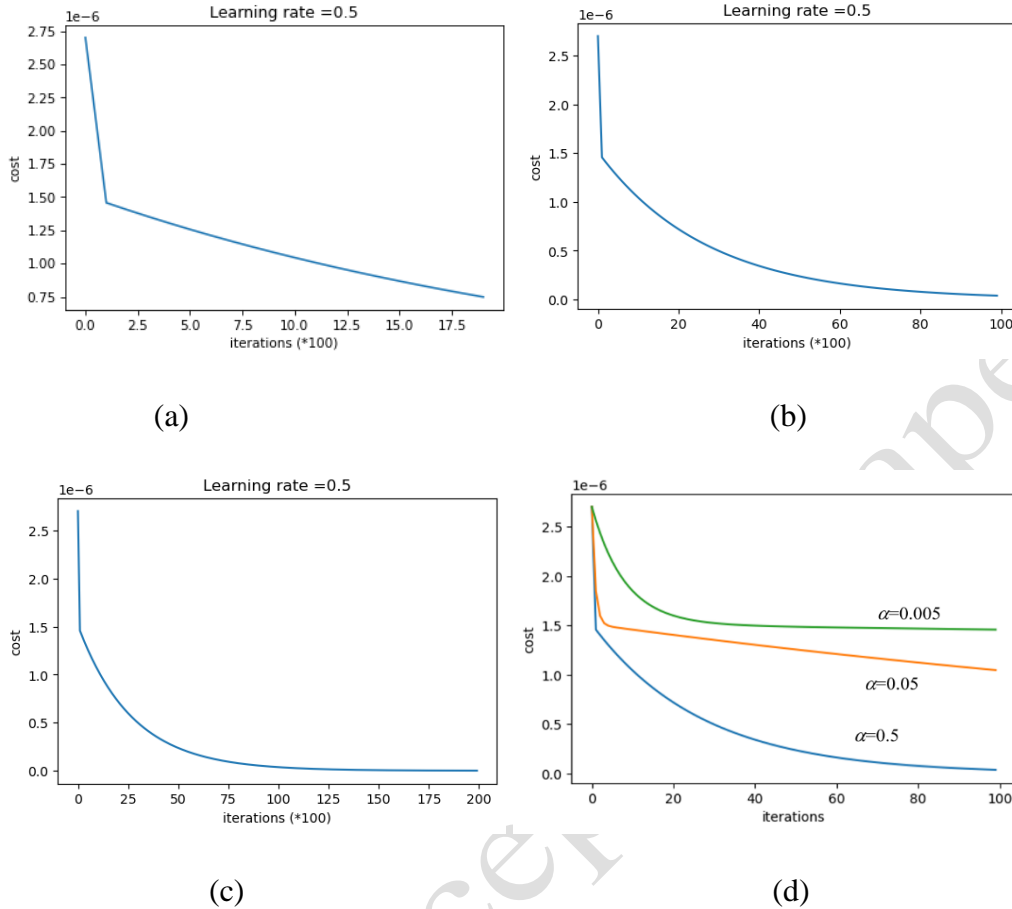 Learning rate =0.5
1e−6
2.75
2.50
2.25
2.00
1.75
1.50
1.25
1.00
0.75
cost
0.0 2.5 5.0 7.5 10.0 12.5 15.0 17.5
iterations (*100)
(a)
Learning rate =0.5
1e−6
2.5
2.0
1.5
1.0
0.5
0.0
cost
0 20 40 60 80 100
iterations (*100)
(b)
Learning rate =0.5
1e−6
2.5
2.0
1.5
1.0
0.5
0.0
cost
0 25 50 75 100 125 150 175 200
iterations (*100)
(c)
1e−6
2.5
2.0
1.5
1.0
0.5
0.0
cost
α=0.005
α=0.05
α=0.5
0 20 40 60 80 100
iterations
(d)